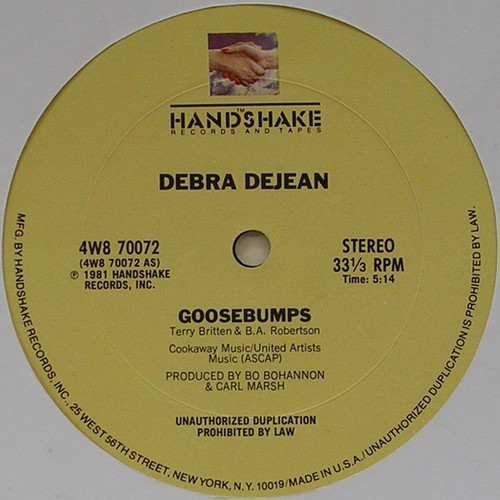 ™
HANDSHAKE
RECORDS AND TAPES
DEBRA DEJEAN
4W8 70072
(4W8 70072 AS)
℗ 1981 HANDSHAKE
RECORDS, INC.
STEREO
33⅓ RPM
Time: 5:14
GOOSEBUMPS
Terry Britten & B.A. Robertson
Cookaway Music/United Artists
Music (ASCAP)
PRODUCED BY BO BOHANNON
& CARL MARSH
UNAUTHORIZED DUPLICATION
PROHIBITED BY LAW
MFG. BY HANDSHAKE RECORDS, INC., 25 WEST 56TH STREET, NEW YORK, N.Y. 10019/MADE IN U.S.A./UNAUTHORIZED DUPLICATION IS PROHIBITED BY LAW.